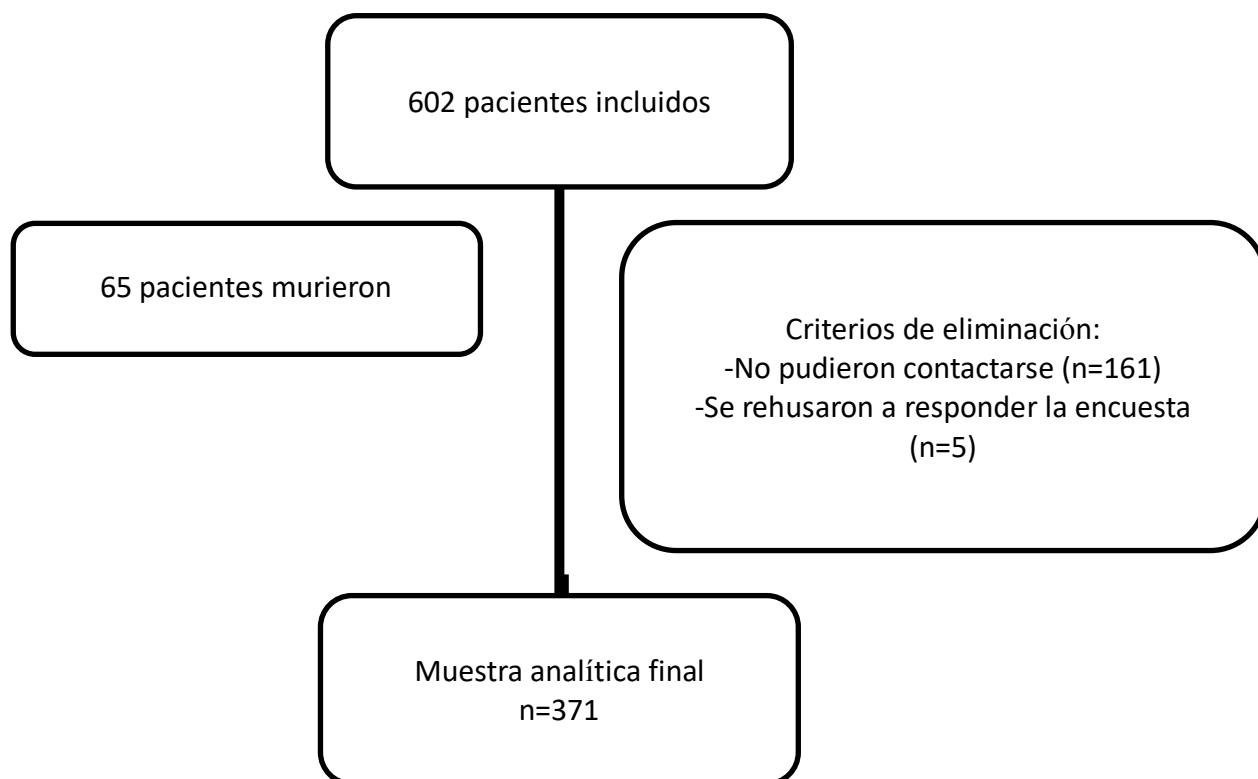 602 pacientes incluidos
65 pacientes murieron
Criterios de eliminación:
-No pudieron contactarse (n=161)
-Se rehusaron a responder la encuesta
(n=5)
Muestra analítica final
n=371